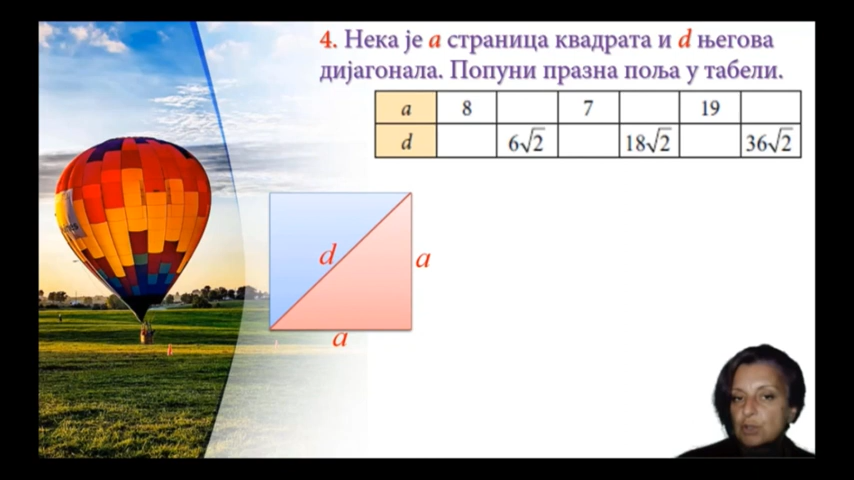 4. Нека је a страница квадрата и d његова
дијагонала. Попуни празна поља у табели.
a 8 7 19
d 6√2 18√2 36√2
d
a
a